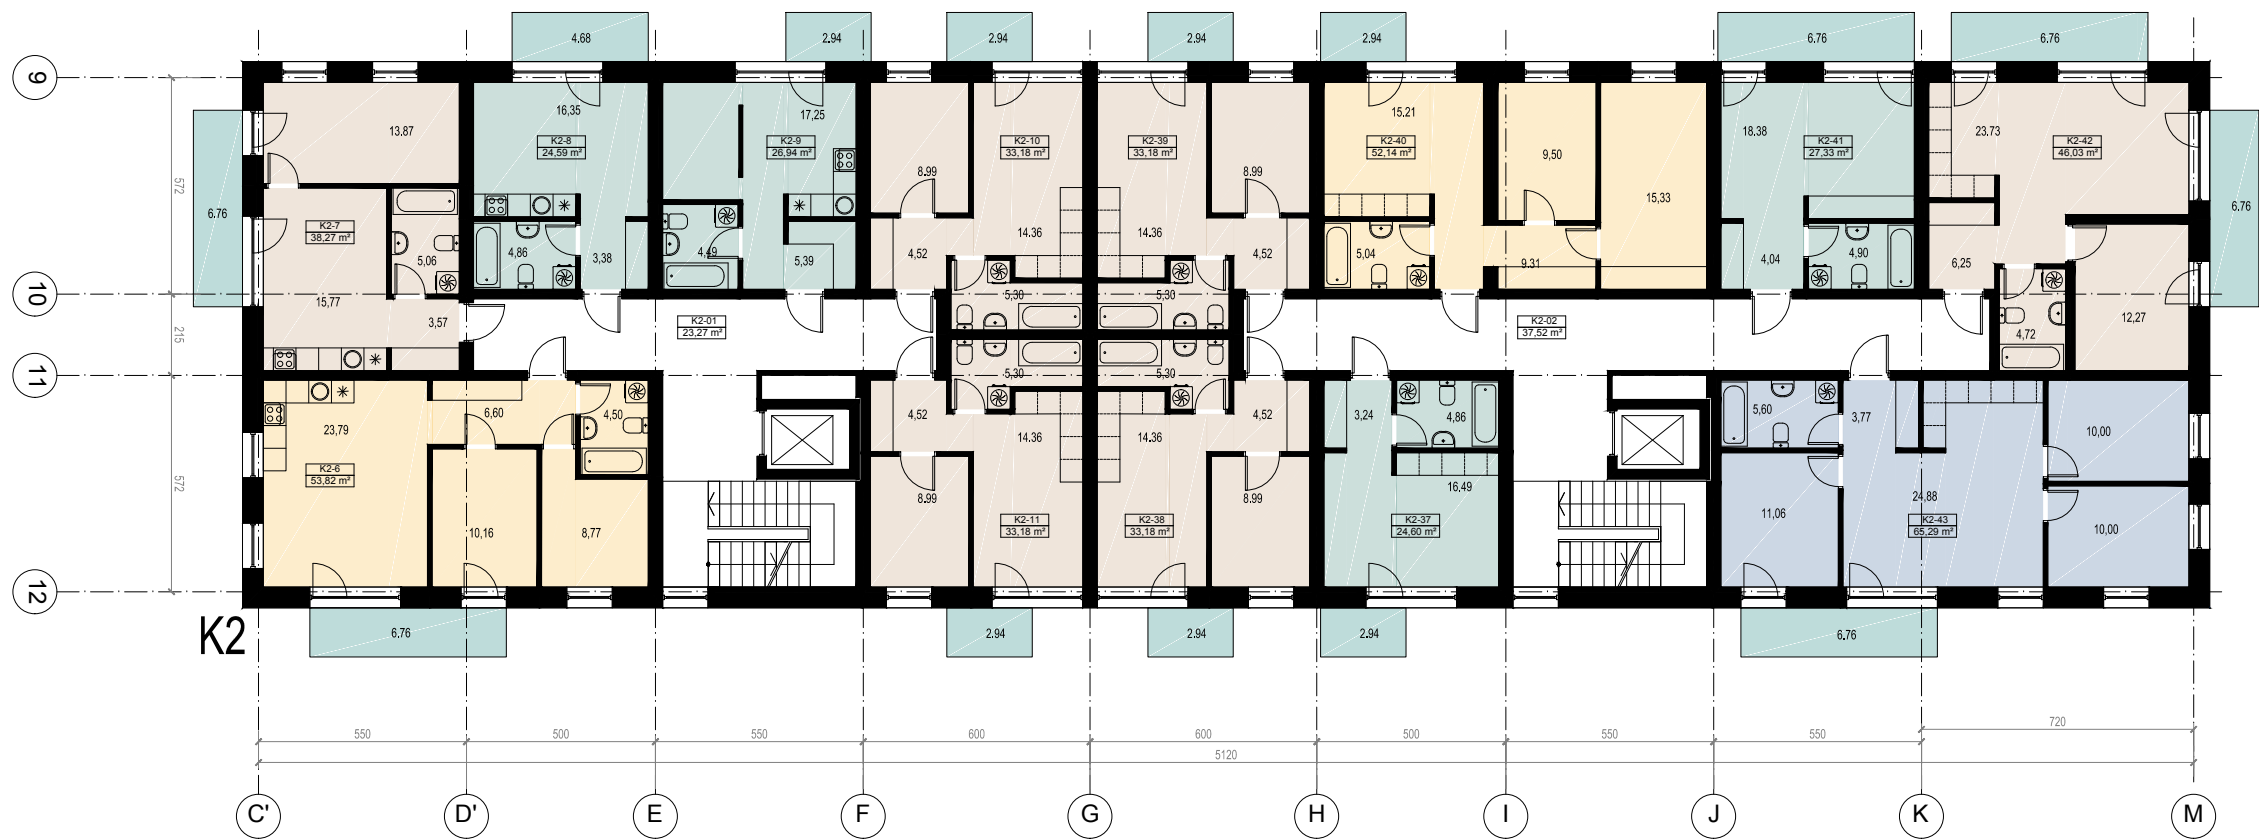 4.68
2.94
2.94
2.94
2.94
6.76
6.76
9
13.87
16,35
K2-8
24,59 m²
17,25
K2-9
26,94 m²
K2-10
33,18 m²
K2-39
33,18 m²
15.21
K2-40
52,14 m²
9,50
15,33
18.38
K2-41
27,33 m²
23.73
K2-42
46,03 m²
572
6.76
8.99
8.99
6.76
K2-7
38,27 m²
5,06
4,86
3,38
4,49
5,39
4,52
14.36
14.36
4,52
5,04
9.31
4,04
4,90
6,25
10
15,77
3,57
5,30
5,30
12,27
215
K2-01
23,27 m²
K2-02
37,52 m²
4,72
11
5,30
5,30
6,60
4,50
4,52
14.36
14.36
4,52
3,24
4,86
5,60
3,77
10,00
23,79
K2-6
53,82 m²
572
8.99
8.99
16,49
24,88
10,16
8,77
K2-11
33,18 m²
K2-38
33,18 m²
K2-37
24,60 m²
11,06
K2-43
65,29 m²
10,00
12
K2
6.76
2.94
2.94
2.94
6.76
550
500
550
600
600
500
550
550
720
5120
C'
D'
E
F
G
H
I
J
K
M